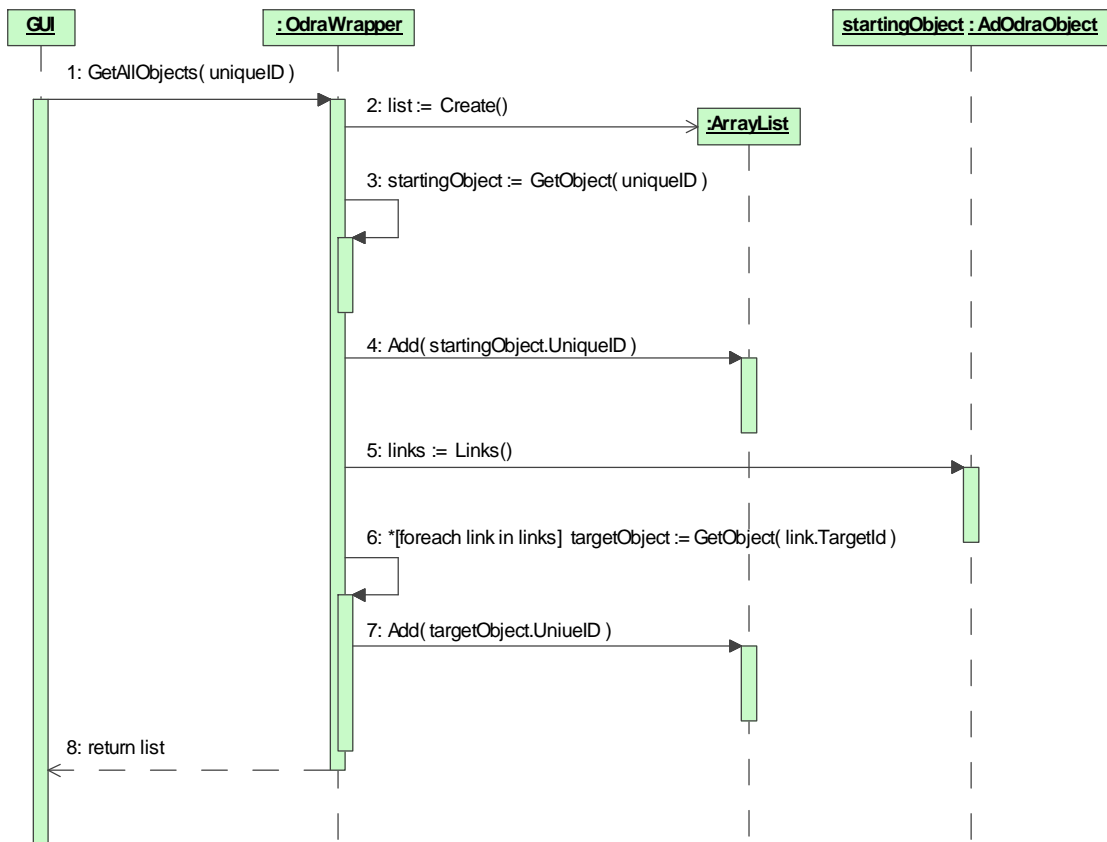 GUI
: OdraWrapper
startingObject : AdOdraObject
1: GetAllObjects( uniqueID )
2: list := Create()
:ArrayList
3: startingObject := GetObject( uniqueID )
4: Add( startingObject.UniqueID )
5: links := Links()
6: *[foreach link in links] targetObject := GetObject( link.TargetId )
7: Add( targetObject.UniueID )
8: return list